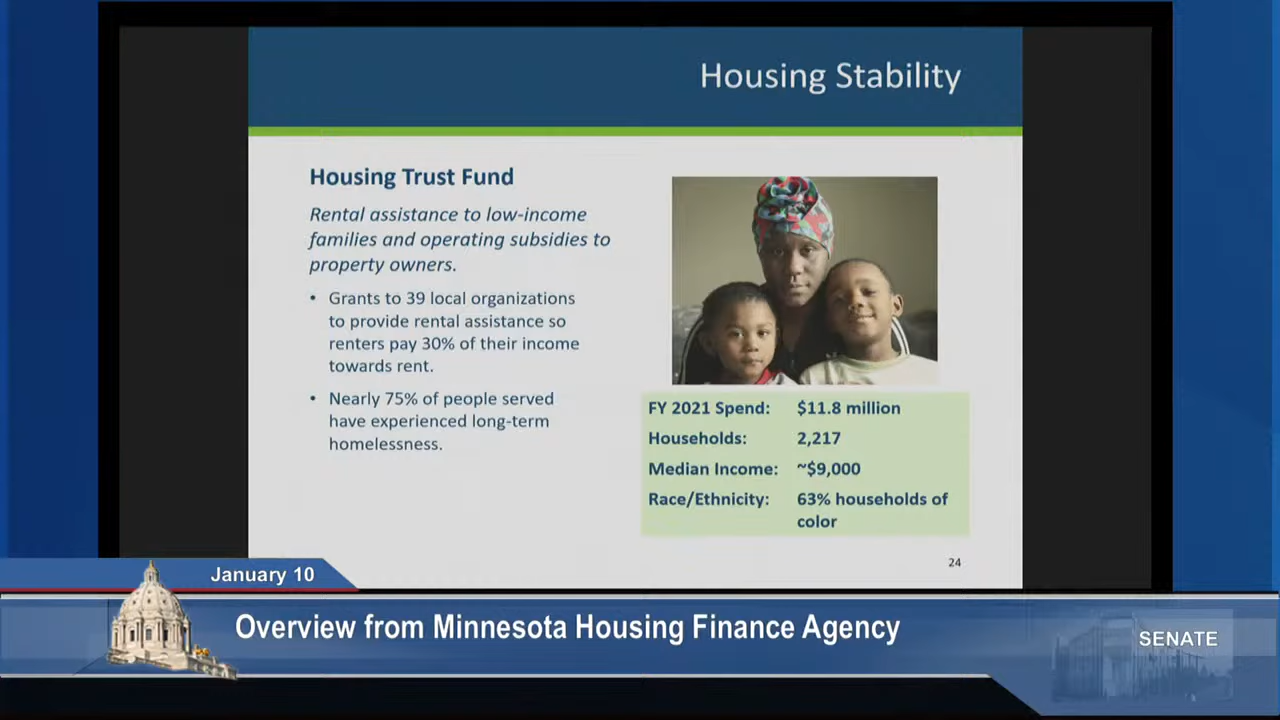 Housing Stability
Housing Trust Fund
Rental assistance to low-income
families and operating subsidies to
property owners.
• Grants to 39 local organizations
to provide rental assistance so
renters pay 30% of their income
towards rent.
• Nearly 75% of people served
have experienced long-term
homelessness.
FY 2021 Spend: $11.8 million
Households: 2,217
Median Income: ~$9,000
Race/Ethnicity: 63% households of
color
24
January 10
Overview from Minnesota Housing Finance Agency
SENATE